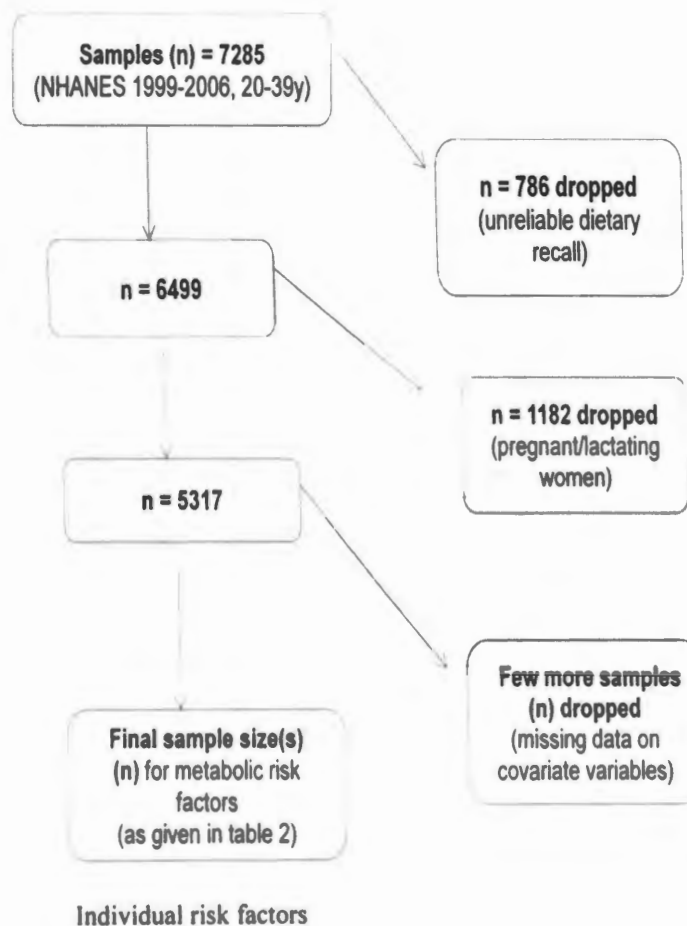 Samples (n) = 7285
(NHANES 1999-2006, 20-39y)
n = 786 dropped
(unreliable dietary
recall)
n = 6499
n = 1182 dropped
(pregnant/lactating
women)
n = 5317
Few more samples
(n) dropped
(missing data on
covariate variables)
Final sample size(s)
(n) for metabolic risk
factors
(as given in table 2)
Individual risk factors